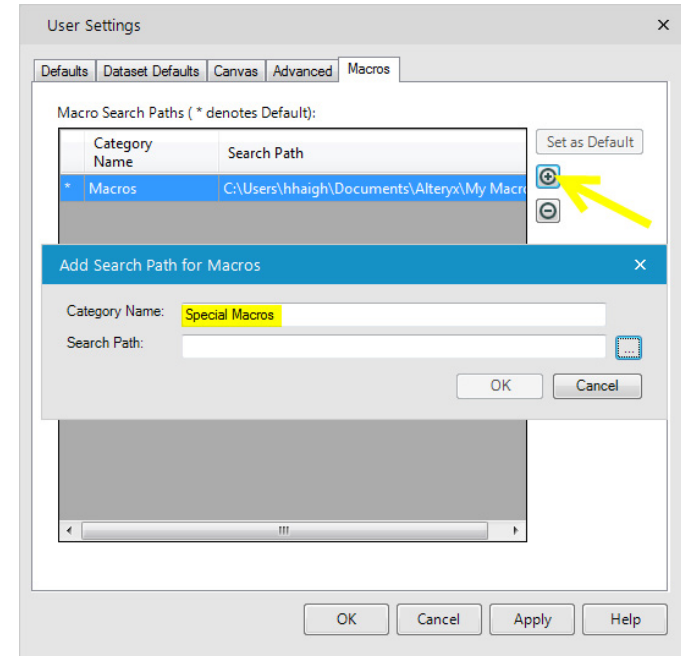 User Settings
Defaults Dataset Defaults Canvas Advanced Macros
Macro Search Paths ( * denotes Default):
Category Name Search Path
Set as Default
* Macros C:\Users\hhaigh\Documents\Alteryx\My Macr
Add Search Path for Macros
Category Name: Special Macros
Search Path:
...
OK Cancel
OK Cancel Apply Help